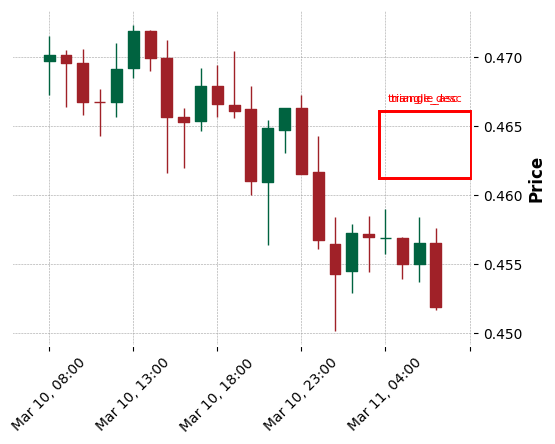 0.470
triangle_desc
0.465
0.460
0.455
0.450
Price
Mar 10, 08:00
Mar 10, 13:00
Mar 10, 18:00
Mar 10, 23:00
Mar 11, 04:00